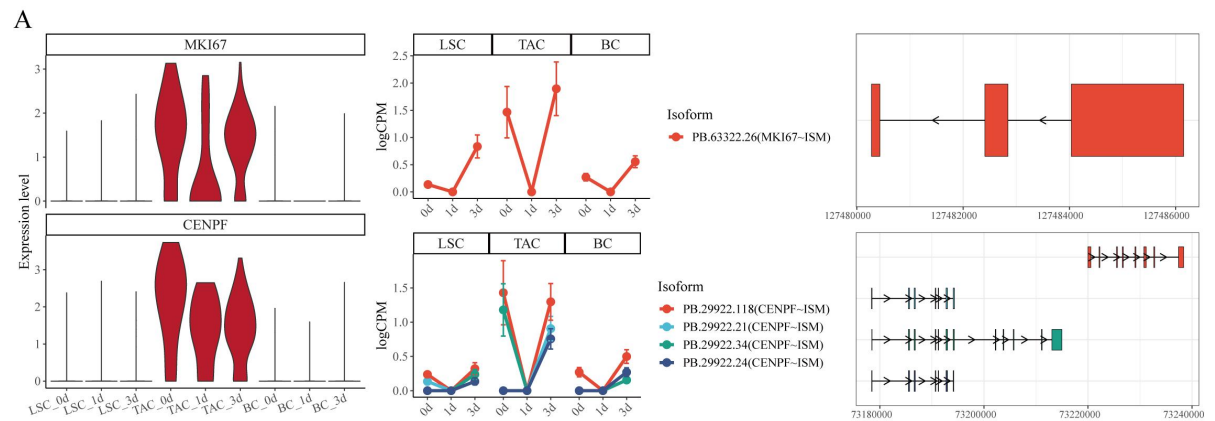 A
MKI67
Expression level
3
2
1
0
CENPF
3
2
1
0
LSC_0d
LSC_1d
LSC_3d
TAC_0d
TAC_1d
TAC_3d
BC_0d
BC_1d
BC_3d
LSC TAC BC
logCPM
2.5
2.0
1.5
1.0
0.5
0.0
0d 1d 3d 0d 1d 3d 0d 1d 3d
Isoform
PB.63322.26(MKI67~ISM)
127480000 127482000 127484000 127486000
LSC TAC BC
logCPM
1.5
1.0
0.5
0.0
0d 1d 3d 0d 1d 3d 0d 1d 3d
Isoform
PB.29922.118(CENPF~ISM)
PB.29922.21(CENPF~ISM)
PB.29922.34(CENPF~ISM)
PB.29922.24(CENPF~ISM)
73180000 73200000 73220000 73240000